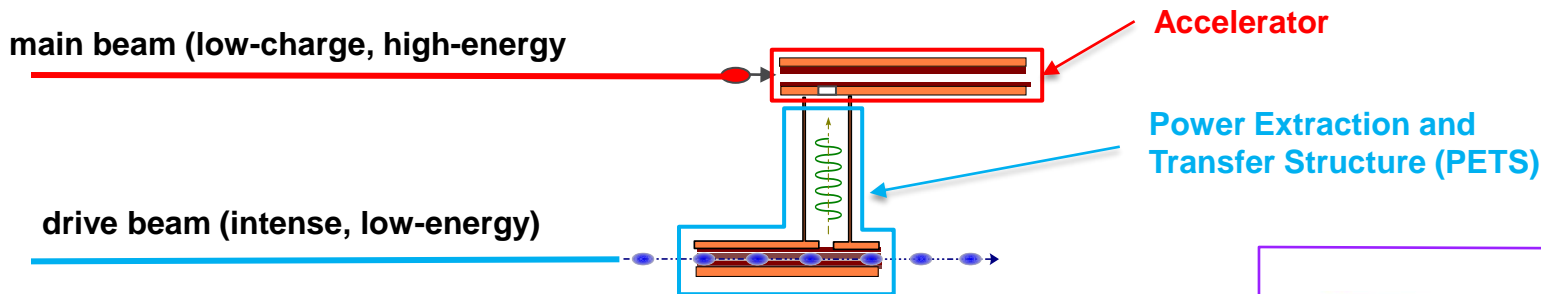 Accelerator
main beam (low-charge, high-energy
Power Extraction and
Transfer Structure (PETS)
drive beam (intense, low-energy)